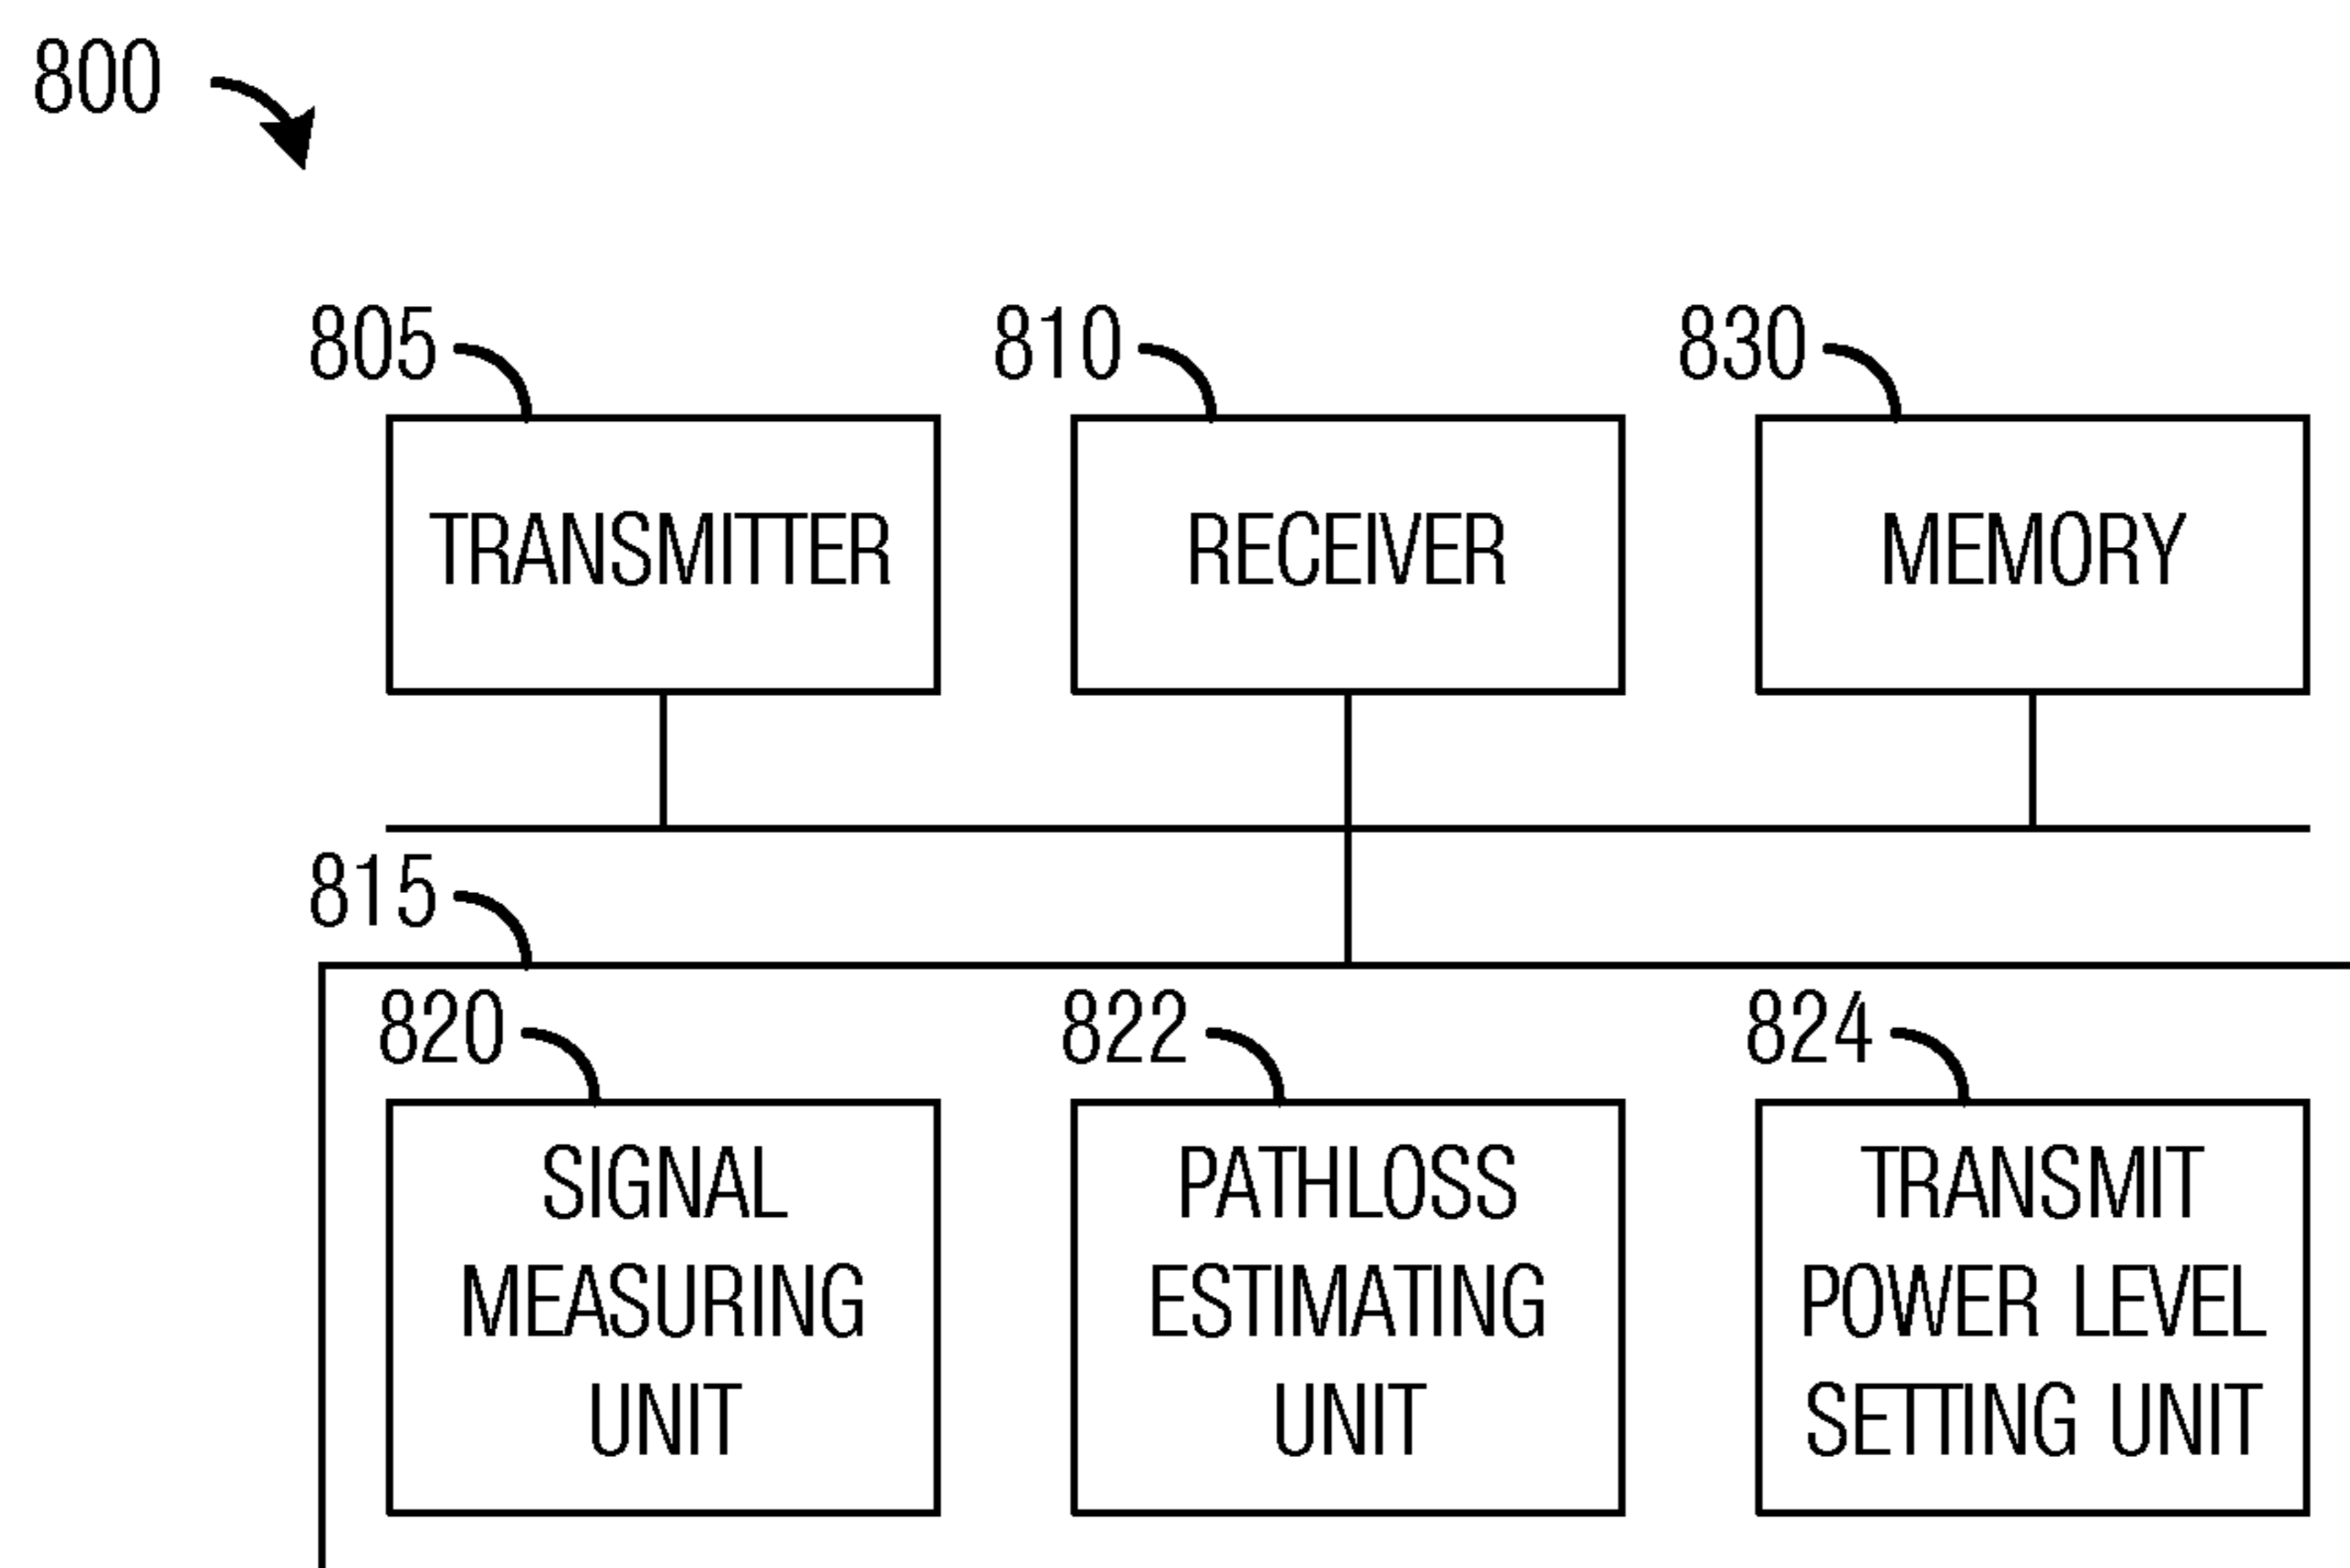 800
805
810
830
TRANSMITTER
RECEIVER
MEMORY
815
820
822
824
SIGNAL
MEASURING
UNIT
PATHLOSS
ESTIMATING
UNIT
TRANSMIT
POWER LEVEL
SETTING UNIT